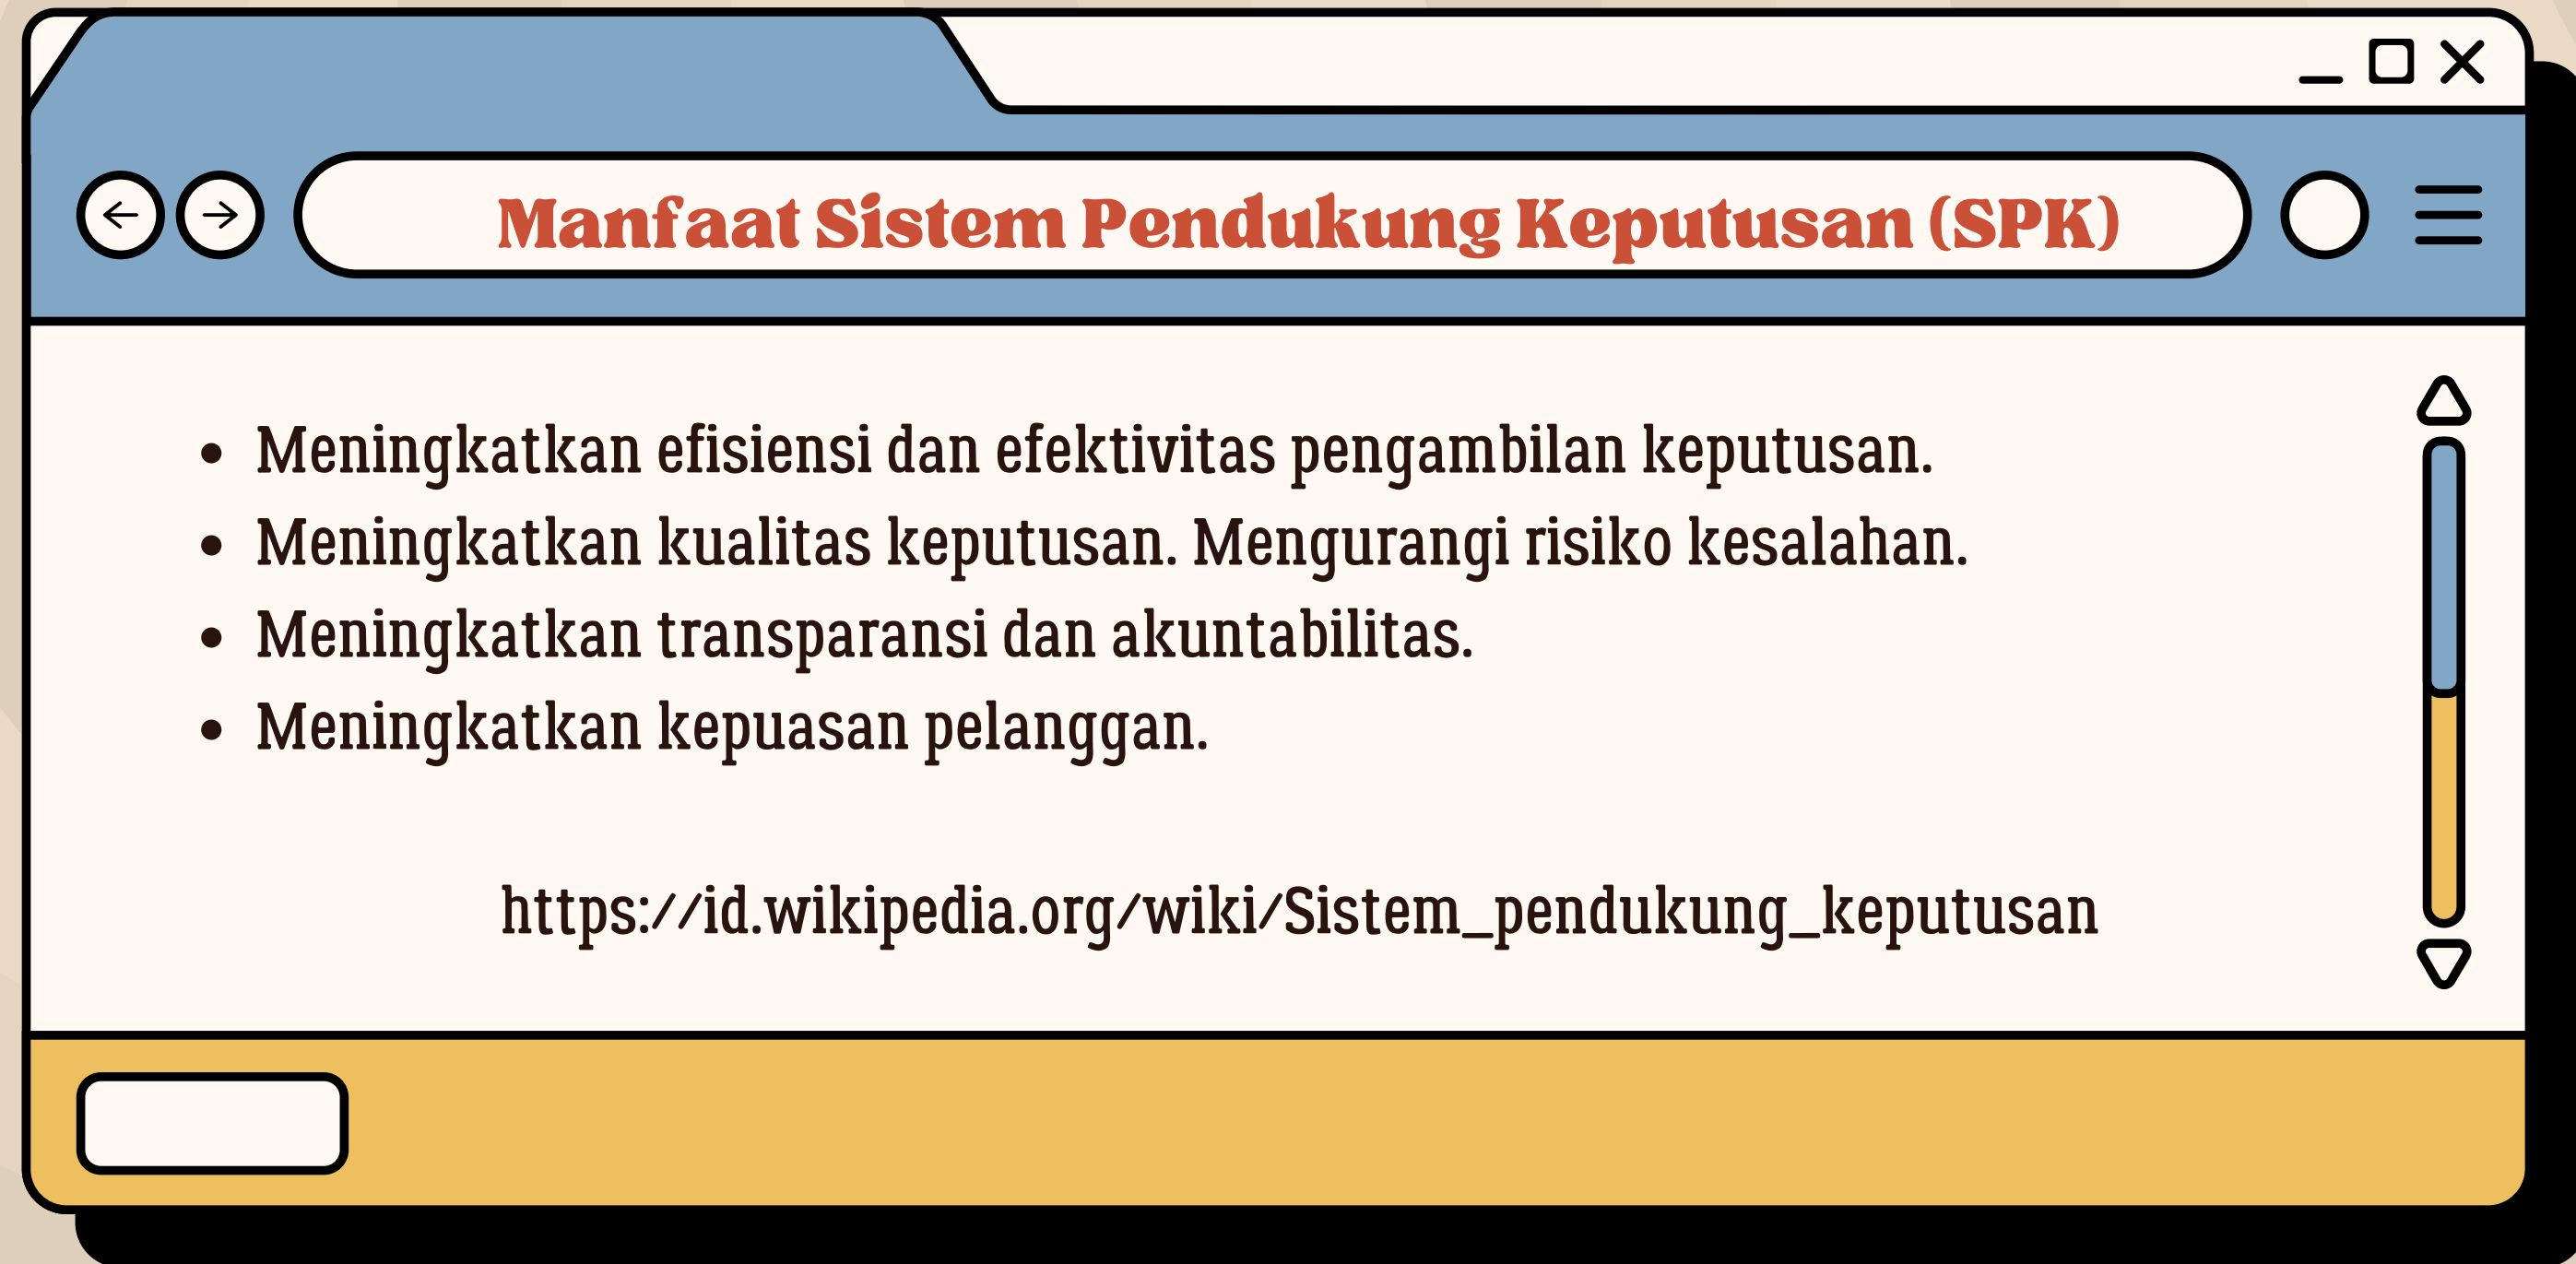 Manfaat Sistem Pendukung Keputusan (SPK)
• Meningkatkan efisiensi dan efektivitas pengambilan keputusan.
• Meningkatkan kualitas keputusan. Mengurangi risiko kesalahan.
• Meningkatkan transparansi dan akuntabilitas.
• Meningkatkan kepuasan pelanggan.
https://id.wikipedia.org/wiki/Sistem_pendukung_keputusan